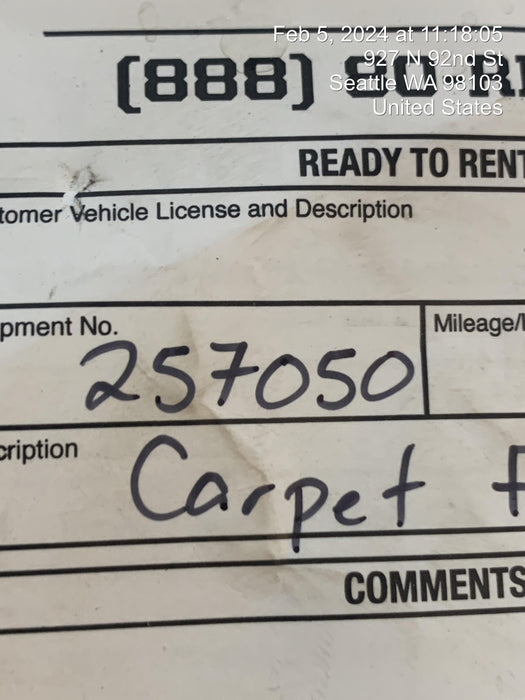 Feb 5, 2024 at 11:18:05
927 N 92nd St
Seattle WA 98103
United States
(888)
READY TO RENT
tomer Vehicle License and Description
pment No.
257050
Mileage/
cription
Carpet
COMMENTS